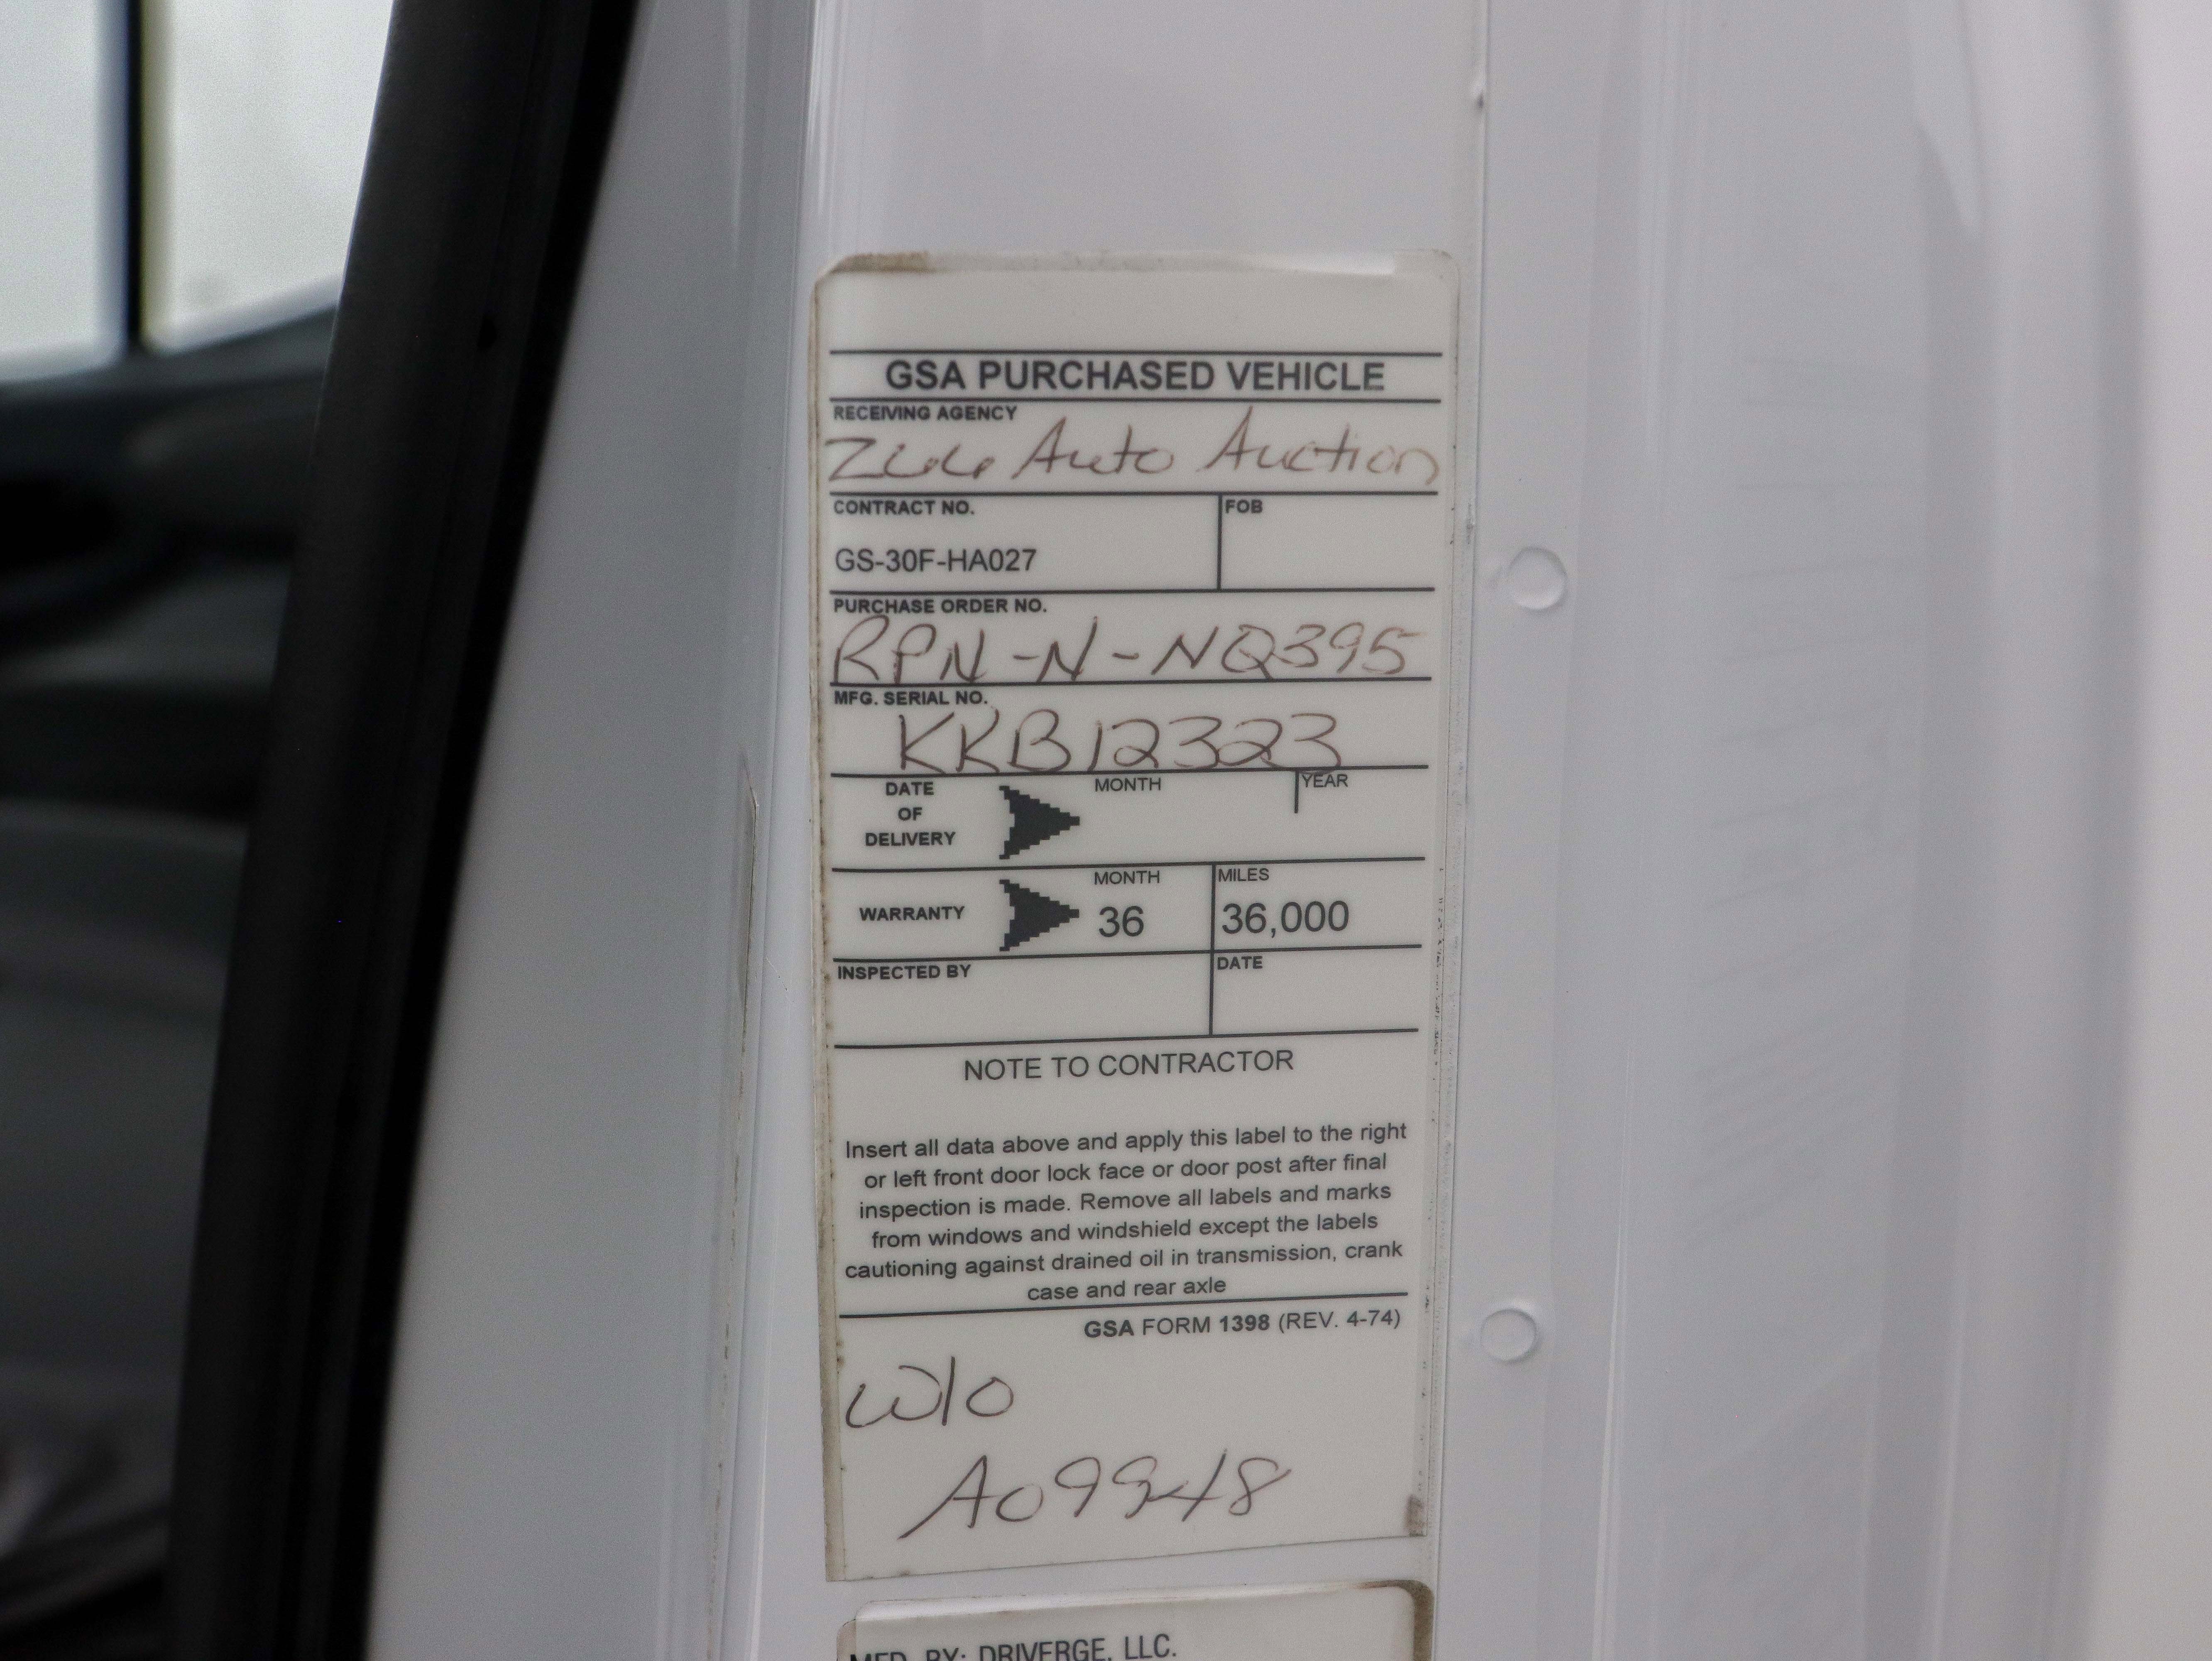 GSA PURCHASED VEHICLE
RECEIVING AGENCY
Auto Auction
CONTRACT NO. FOB
GS-30F-HA027
PURCHASE ORDER NO.
RPN-N-NQ395
MFG. SERIAL NO.
KKB12323
DATE OF DELIVERY MONTH YEAR
WARRANTY MONTH 36 MILES 36,000
INSPECTED BY DATE
NOTE TO CONTRACTOR
Insert all data above and apply this label to the right
or left front door lock face or door post after final
inspection is made. Remove all labels and marks
from windows and windshield except the labels
cautioning against drained oil in transmission, crank
case and rear axle
GSA FORM 1398 (REV. 4-74)
W/O
A09948
MFD. BY: DRIVERGE, LLC.